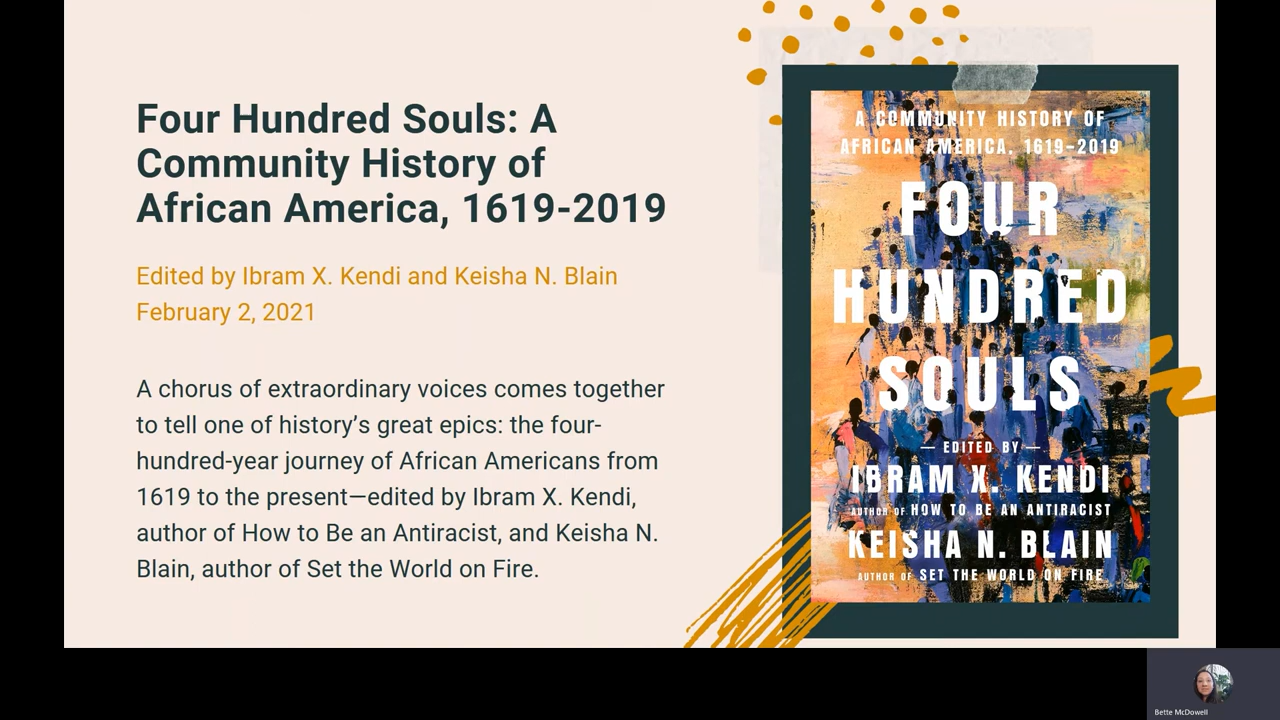 Four Hundred Souls: A
Community History of
African America, 1619-2019
Edited by Ibram X. Kendi and Keisha N. Blain
February 2, 2021
A chorus of extraordinary voices comes together
to tell one of history's great epics: the four-
hundred-year journey of African Americans from
1619 to the present—edited by Ibram X. Kendi,
author of How to Be an Antiracist, and Keisha N.
Blain, author of Set the World on Fire.
A COMMUNITY HISTORY OF
AFRICAN AMERICA, 1619–2019
FOUR
HUNDRED
SOULS
— EDITED BY —
IBRAM X. KENDI
AUTHOR OF HOW TO BE AN ANTIRACIST
KEISHA N. BLAIN
AUTHOR OF SET THE WORLD ON FIRE
Bette McDowell